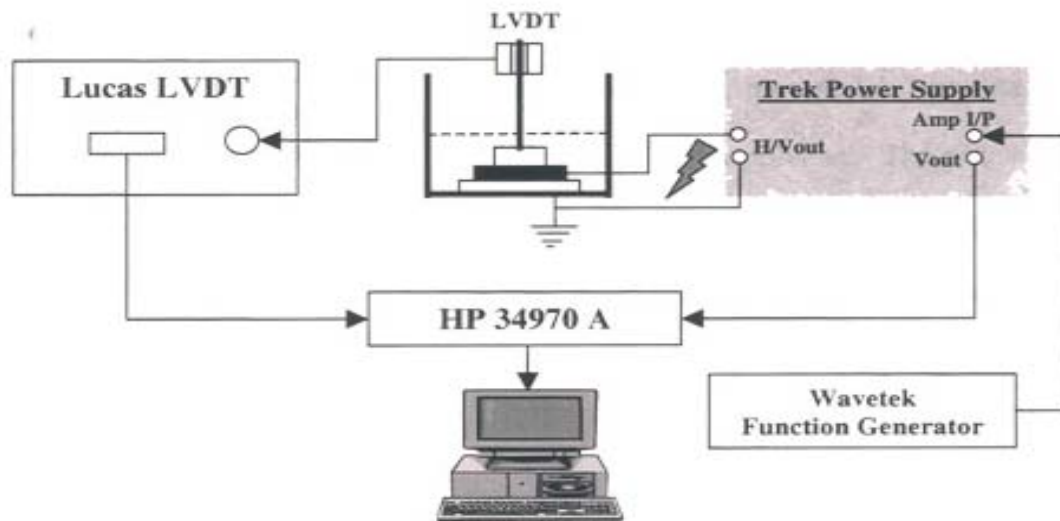 LVDT
Lucas LVDT
Trek Power Supply
Amp I/P
H/Vout
Vout
HP 34970 A
Wavetek
Function Generator